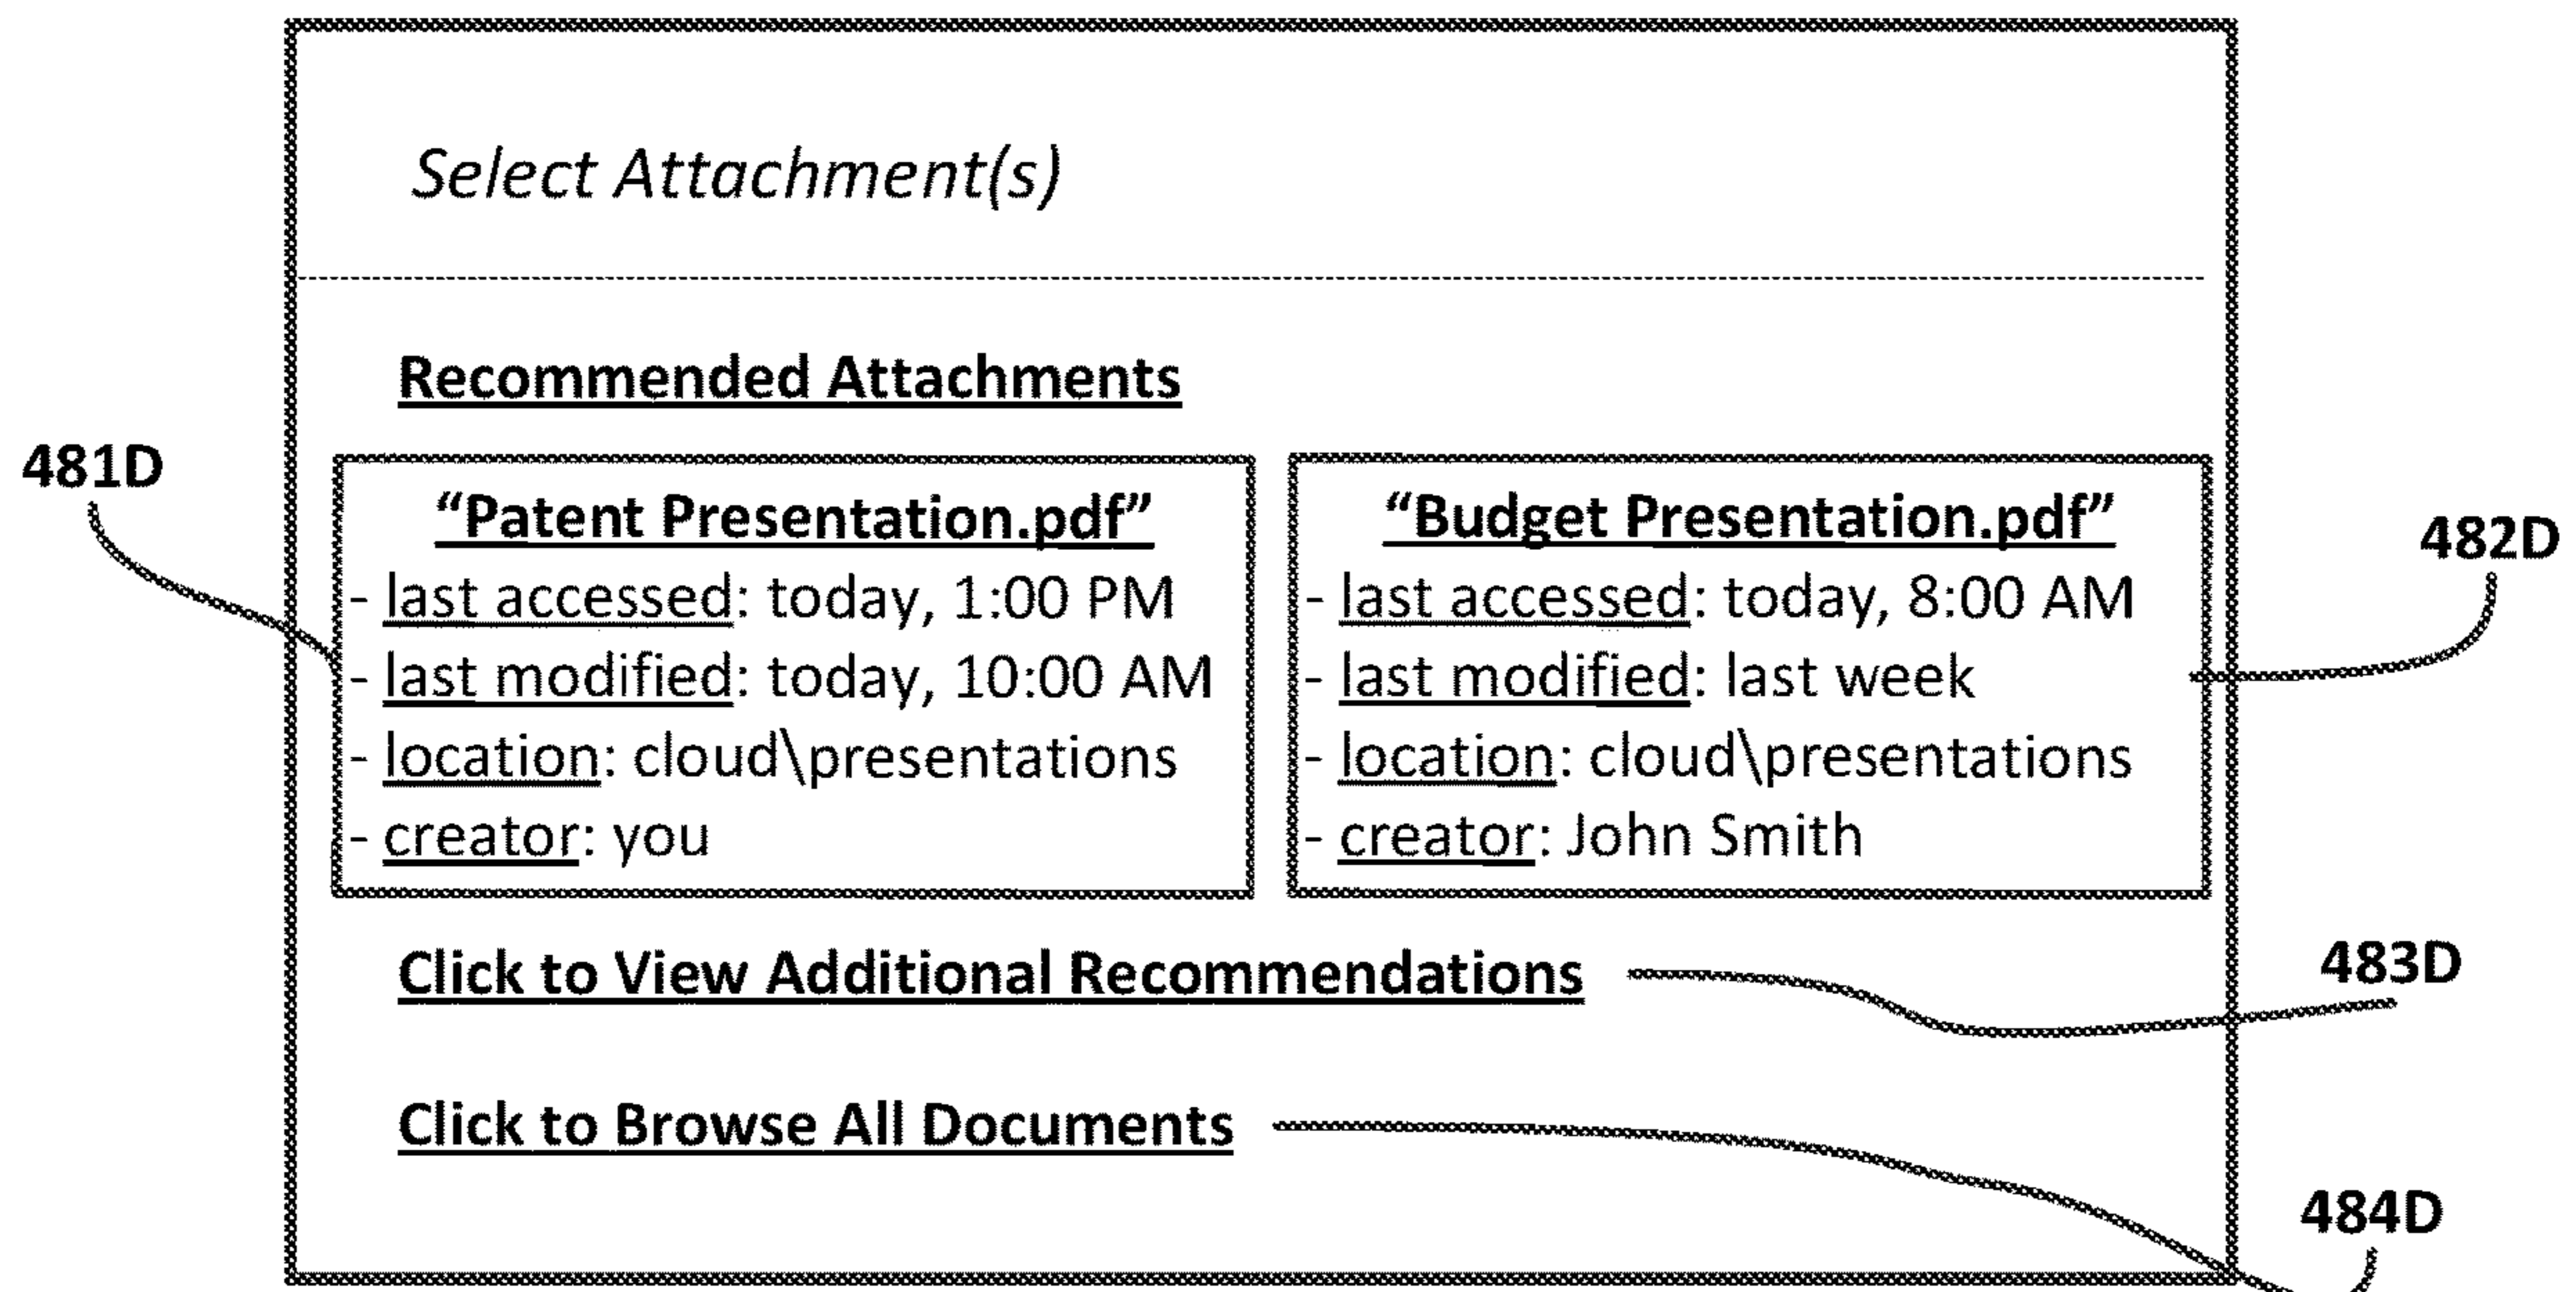 Select Attachment(s)
Recommended Attachments
481D
“Patent Presentation.pdf”
- last accessed: today, 1:00 PM
- last modified: today, 10:00 AM
- location: cloud\presentations
- creator: you
“Budget Presentation.pdf”
- last accessed: today, 8:00 AM
- last modified: last week
- location: cloud\presentations
- creator: John Smith
482D
Click to View Additional Recommendations
483D
Click to Browse All Documents
484D